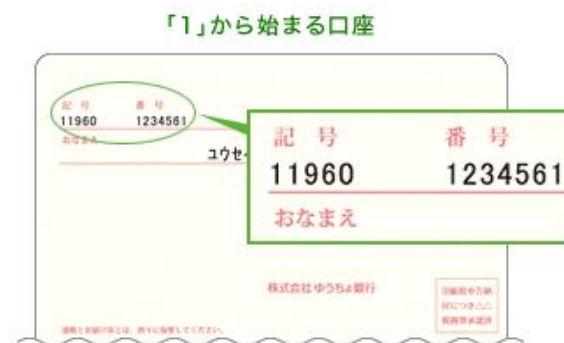 「1」から始まる口座
記号 番号
11960 1234561
おなまえ
ユウセイ
記号 番号
11960 1234561
おなまえ
株式会社ゆうちょ銀行